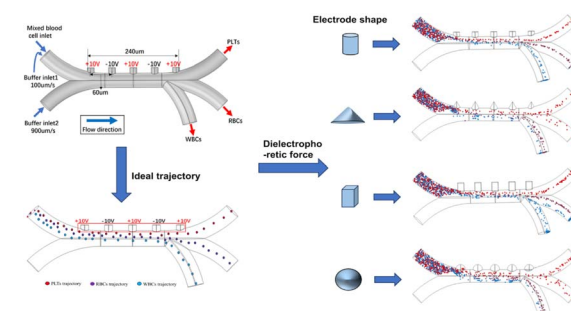 Mixed blood
cell inlet
240um
+10V -10V +10V -10V +10V
PLTs
Buffer inlet1
100um/s
60um
Buffer inlet2
900um/s
Flow direction
WBCs
RBCs
Ideal trajectory
Dielectropho
-retic force
Electrode shape
+10V -10V +10V -10V +10V
PLTs trajectory RBCs trajectory WBCs trajectory